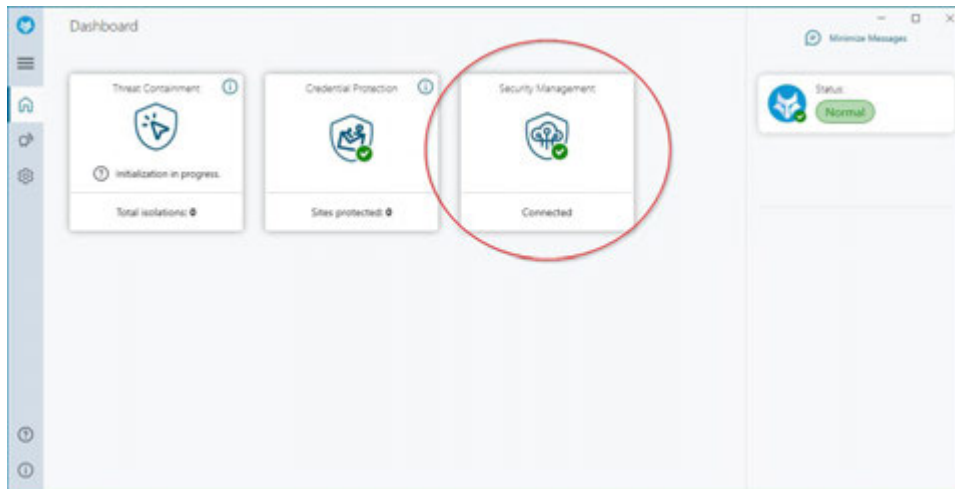 Dashboard
Minimize Messages
Threat Containment
Initialization in progress.
Total isolations: 0
Credential Protection
Sites protected: 0
Security Management
Connected
Status
Normal